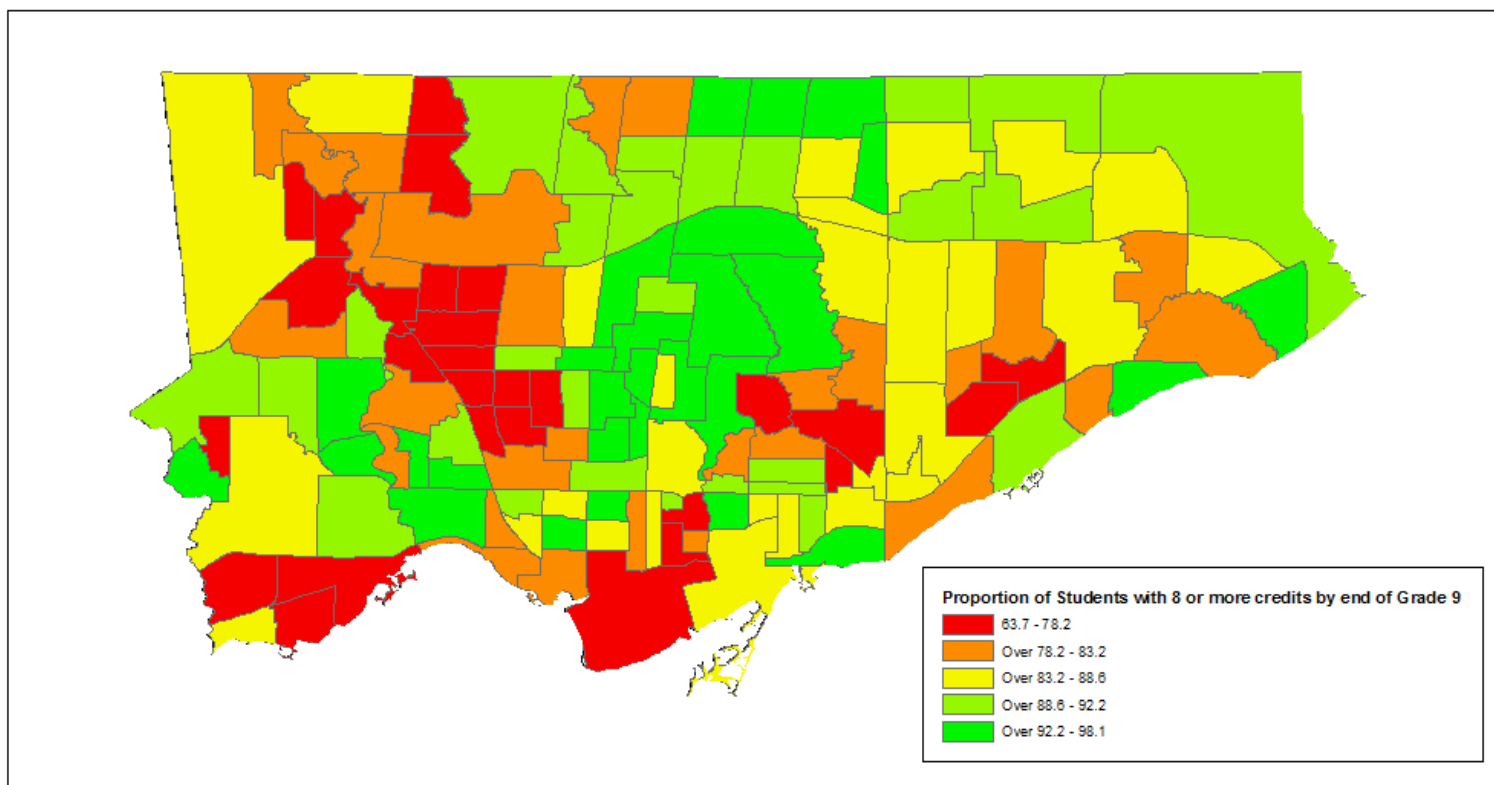 Proportion of Students with 8 or more credits by end of Grade 9
63.7 - 78.2
Over 78.2 - 83.2
Over 83.2 - 88.6
Over 88.6 - 92.2
Over 92.2 - 98.1